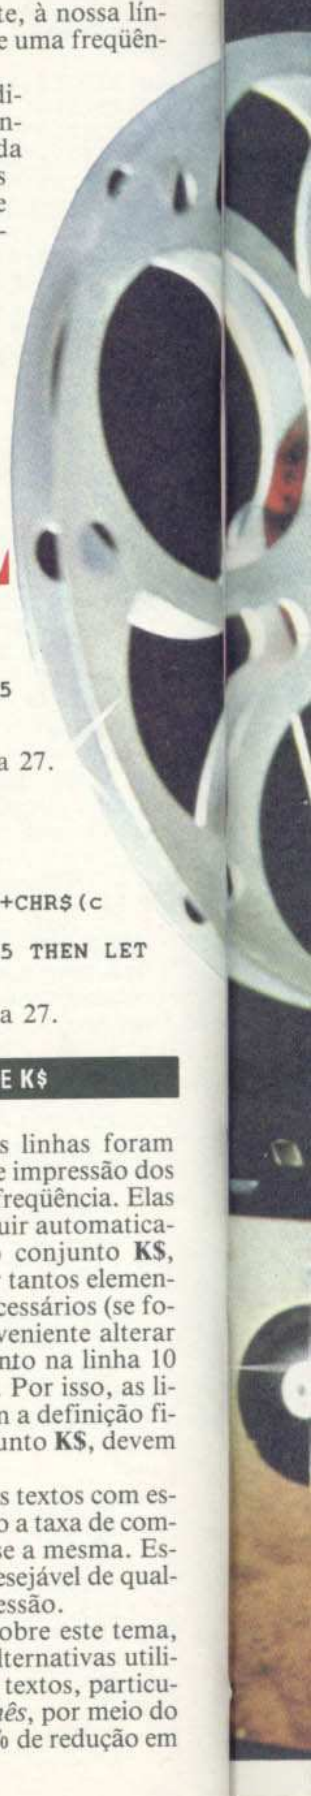 te, à nossa lín-
e uma freqüên-
di-
n-
da
s
e
-
5
a 27.
+CHR$(c
5 THEN LET
a 27.
E K$
s linhas foram
e impressão dos
freqüência. Elas
uir automatica-
o conjunto K$,
r tantos elemen-
cessários (se fo-
veniente alterar
nto na linha 10
. Por isso, as li-
m a definição fi-
junto K$, devem
s textos com es-
o a taxa de com-
se a mesma. Es-
esejável de qual-
essão.
obre este tema,
lternativas utili-
textos, particu-
ês, por meio do
% de redução em